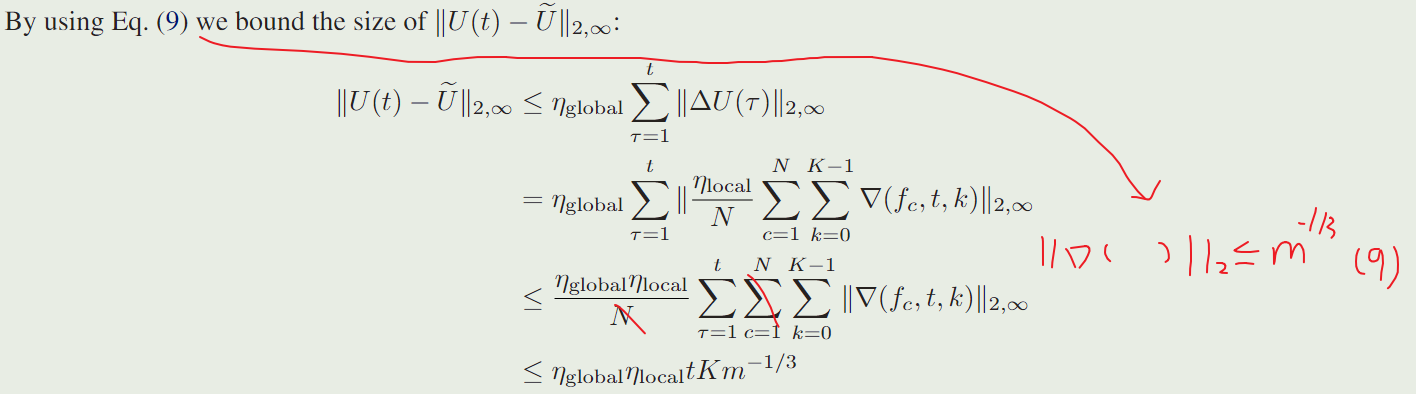 By using Eq. (9) we bound the size of ‖U(t) − Ũ‖₂,∞:
‖U(t) − Ũ‖₂,∞ ≤ η_global ∑_{τ=1}^{t} ‖ΔU(τ)‖₂,∞
= η_global ∑_{τ=1}^{t} ‖ η_local/N ∑_{c=1}^{N} ∑_{k=0}^{K−1} ∇(f_c, t, k)‖₂,∞
‖∇( )‖₂ ≤ m^{-1/3} (9)
≤ η_global η_local/N ∑_{τ=1}^{t} ∑_{c=1}^{N} ∑_{k=0}^{K−1} ‖∇(f_c, t, k)‖₂,∞
≤ η_global η_local tKm^{−1/3}